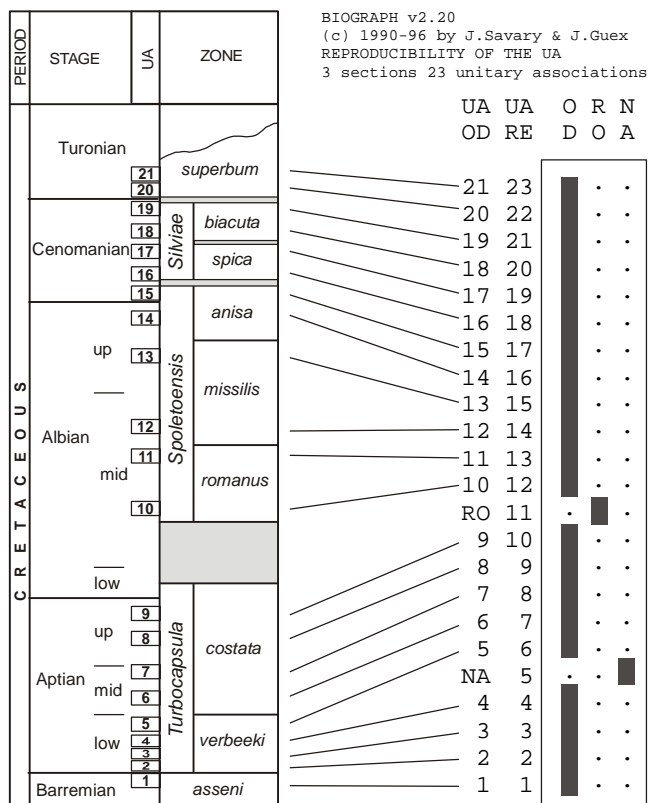 BIOGRAPH v2.20
(c) 1990-96 by J.Savary & J.Guex
REPRODUCIBILITY OF THE UA
3 sections 23 unitary associations
PERIOD STAGE UA ZONE
UA UA O R N
OD RE D O A
CRETACEOUS
Turonian
superbum
21
20
Cenomanian
Silviae
19
biacuta
18
17
spica
16
15
Albian
Spoletoensis
anisa
14
up
13
missilis
12
11
mid
romanus
10
low
Aptian
Turbocapsula
9
up
8
costata
7
mid
6
5
low
4
verbeeki
3
2
Barremian
1
asseni
21 23 . .
20 22 . .
19 21 . .
18 20 . .
17 19 . .
16 18 . .
15 17 . .
14 16 . .
13 15 . .
12 14 . .
11 13 . .
10 12 . .
RO 11 . .
9 10 . .
8 9 . .
7 8 . .
6 7 . .
5 6 . .
NA 5 . .
4 4 . .
3 3 . .
2 2 . .
1 1 . .